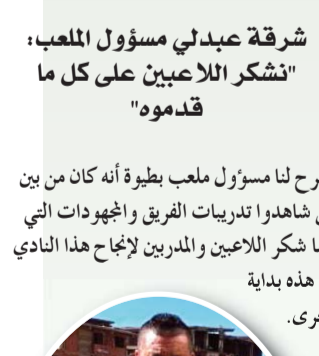 شرقة عبدلي مسؤول الملعب:
"نشكر اللاعبين على كل ما
قدموه"
رح لنا مسؤول ملعب بطيوة أنه كان من بين
شاهدوا تدريبات الفريق والمجهودات التي
ا شكر اللاعبين والمدربين لإنجاح هذا النادي
هذه بداية
رى.